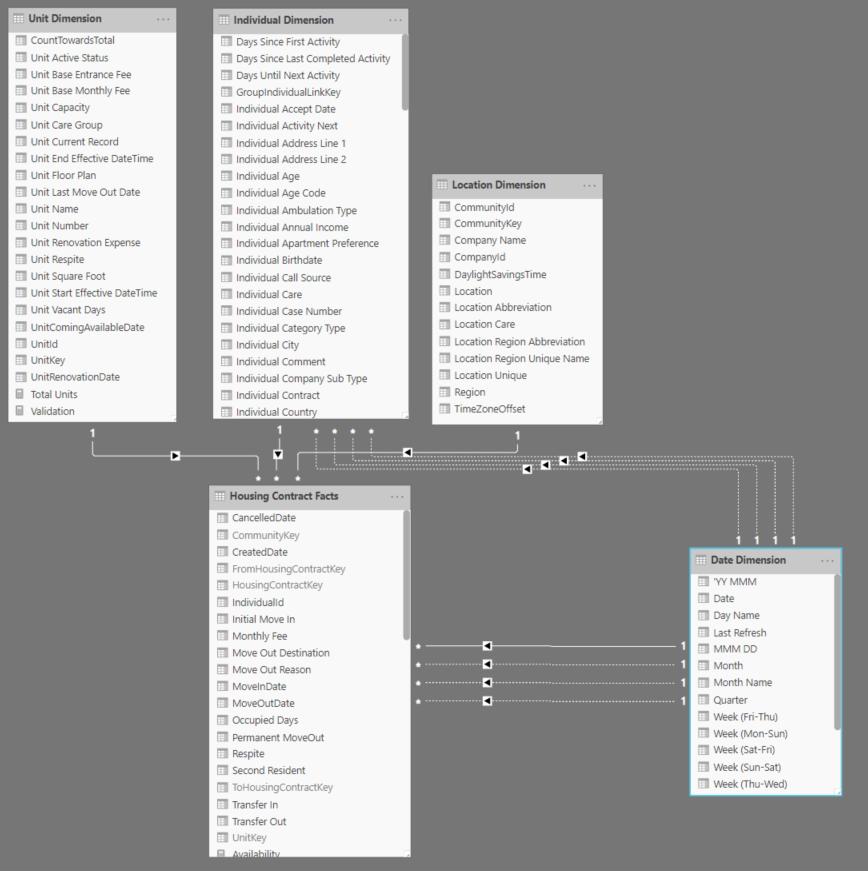 Unit Dimension
CountTowardsTotal
Unit Active Status
Unit Base Entrance Fee
Unit Base Monthly Fee
Unit Capacity
Unit Care Group
Unit Current Record
Unit End Effective DateTime
Unit Floor Plan
Unit Last Move Out Date
Unit Name
Unit Number
Unit Renovation Expense
Unit Respite
Unit Square Foot
Unit Start Effective DateTime
Unit Vacant Days
UnitComingAvailableDate
UnitId
UnitKey
UnitRenovationDate
Total Units
Validation
1
Individual Dimension
Days Since First Activity
Days Since Last Completed Activity
Days Until Next Activity
GroupIndividualLinkKey
Individual Accept Date
Individual Activity Next
Individual Address Line 1
Individual Address Line 2
Individual Age
Individual Age Code
Individual Ambulation Type
Individual Annual Income
Individual Apartment Preference
Individual Birthdate
Individual Call Source
Individual Care
Individual Case Number
Individual Category Type
Individual City
Individual Comment
Individual Company Sub Type
Individual Contract
Individual Country
1 * * * *
Location Dimension
CommunityId
CommunityKey
Company Name
CompanyId
DaylightSavingsTime
Location
Location Abbreviation
Location Care
Location Region Abbreviation
Location Region Unique Name
Location Unique
Region
TimeZoneOffset
1
* * *
Housing Contract Facts
CancelledDate
CommunityKey
CreatedDate
FromHousingContractKey
HousingContractKey
IndividualId
Initial Move In
Monthly Fee
Move Out Destination
Move Out Reason
MoveInDate
MoveOutDate
Occupied Days
Permanent MoveOut
Respite
Second Resident
ToHousingContractKey
Transfer In
Transfer Out
UnitKey
Availability
* 1
* 1
* 1
* 1
1 1 1 1
Date Dimension
'YY MMM
Date
Day Name
Last Refresh
MMM DD
Month
Month Name
Quarter
Week (Fri-Thu)
Week (Mon-Sun)
Week (Sat-Fri)
Week (Sun-Sat)
Week (Thu-Wed)